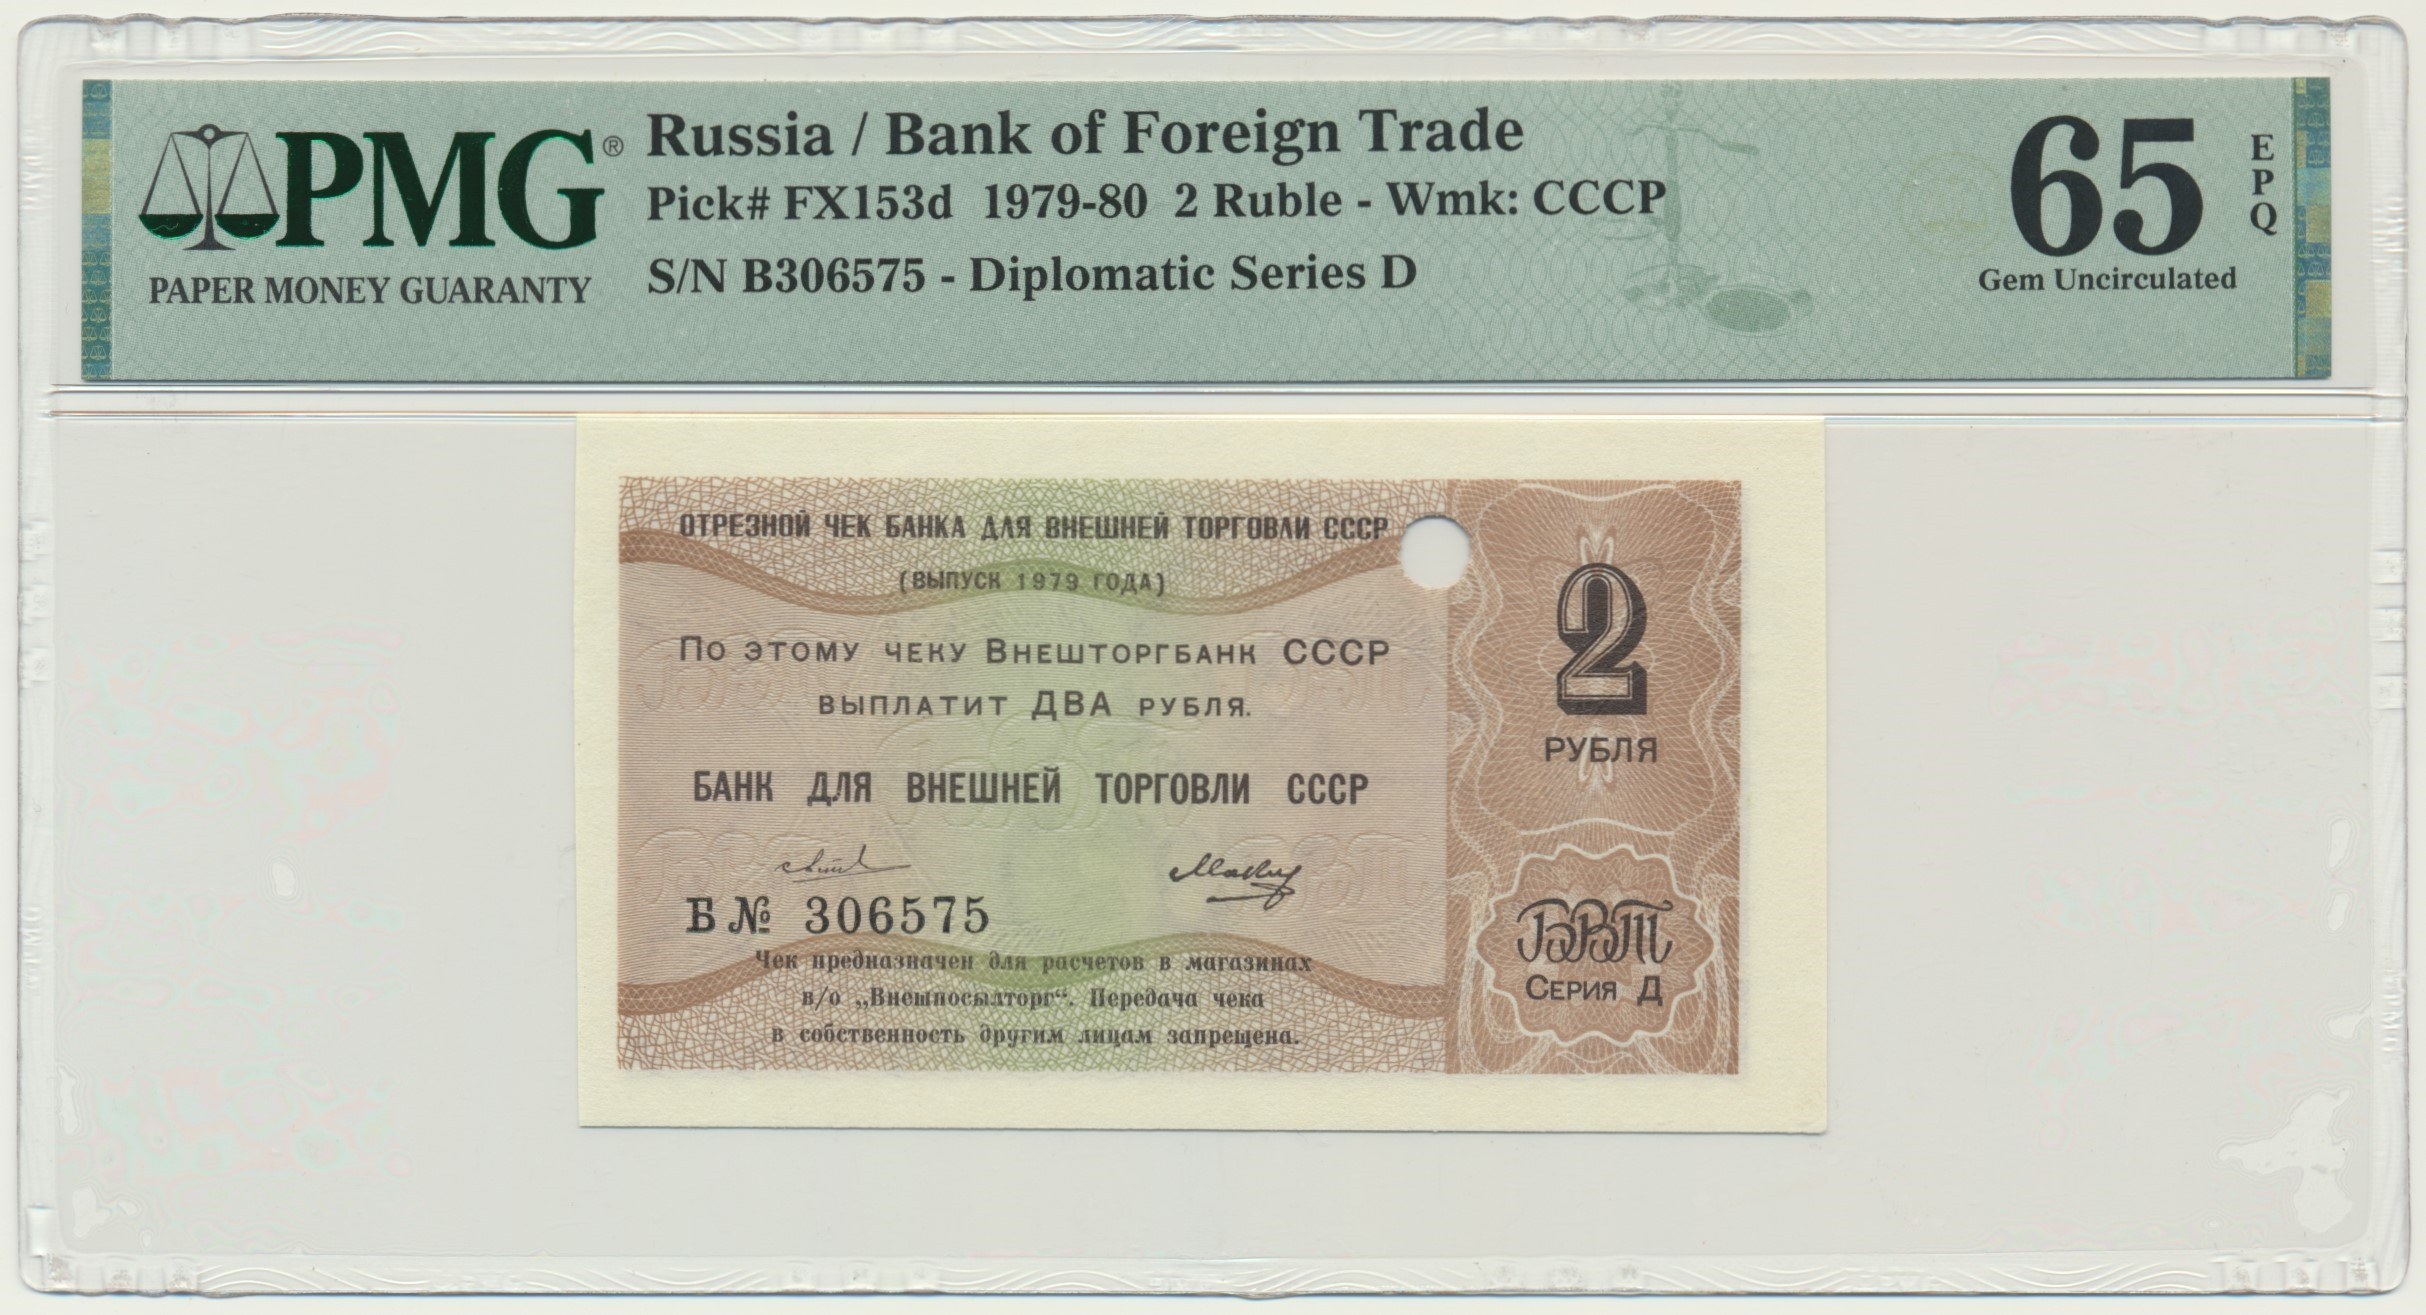 PMG®
PAPER MONEY GUARANTY
Russia / Bank of Foreign Trade
Pick# FX153d 1979-80 2 Ruble - Wmk: CCCP
S/N B306575 - Diplomatic Series D
65
EPQ
Gem Uncirculated
ОТРЕЗНОЙ ЧЕК БАНКА ДЛЯ ВНЕШНЕЙ ТОРГОВЛИ СССР
(ВЫПУСК 1979 ГОДА)
По этому чеку Внешторгбанк СССР
выплатит ДВА рубля.
БАНК ДЛЯ ВНЕШНЕЙ ТОРГОВЛИ СССР
Б № 306575
Чек предназначен для расчетов в магазинах
в/о „Внешпосылторг“. Передача чека
в собственность другим лицам запрещена.
2
РУБЛЯ
БВТ
Серия Д